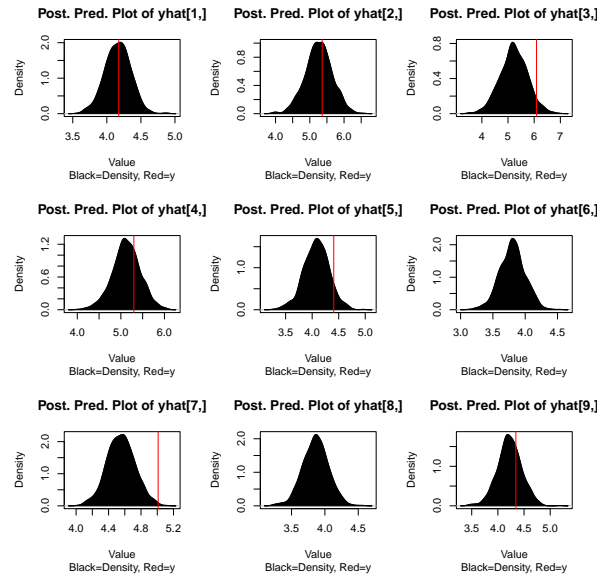 Post. Pred. Plot of yhat[1,]
Density
0.0 1.0 2.0
3.5 4.0 4.5 5.0
Value
Black=Density, Red=y
Post. Pred. Plot of yhat[2,]
Density
0.0 0.4 0.8
4.0 5.0 6.0
Value
Black=Density, Red=y
Post. Pred. Plot of yhat[3,]
Density
0.0 0.4 0.8
4 5 6 7
Value
Black=Density, Red=y
Post. Pred. Plot of yhat[4,]
Density
0.0 0.6 1.2
4.0 5.0 6.0
Value
Black=Density, Red=y
Post. Pred. Plot of yhat[5,]
Density
0.0 1.0
3.5 4.0 4.5 5.0
Value
Black=Density, Red=y
Post. Pred. Plot of yhat[6,]
Density
0.0 1.0 2.0
3.0 3.5 4.0 4.5
Value
Black=Density, Red=y
Post. Pred. Plot of yhat[7,]
Density
0.0 1.0 2.0
4.0 4.4 4.8 5.2
Value
Black=Density, Red=y
Post. Pred. Plot of yhat[8,]
Density
0.0 1.0 2.0
3.5 4.0 4.5
Value
Black=Density, Red=y
Post. Pred. Plot of yhat[9,]
Density
0.0 1.0
3.5 4.0 4.5 5.0
Value
Black=Density, Red=y